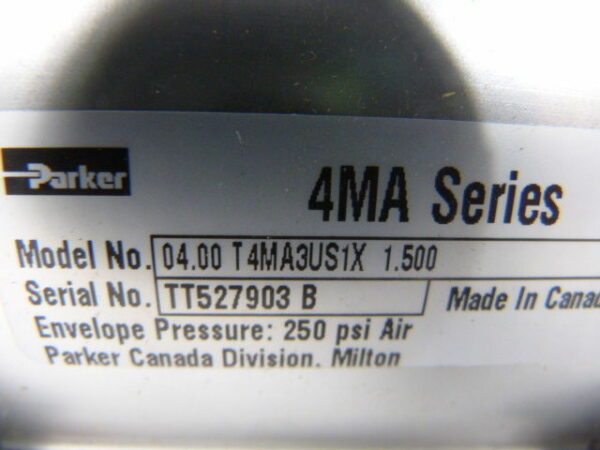 Parker
4MA Series
Model No. 04.00 T4MA3US1X 1.500
Serial No. TT527903 B Made In Canad
Envelope Pressure: 250 psi Air
Parker Canada Division. Milton